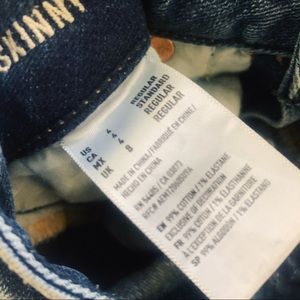 SKINNY
US 4 REGULAR
CA 4 STANDARD
MX 4 REGULAR
UK 8 REGULAR
MADE IN CHINA / FABRIQUÉ EN CHINE /
HECHO EN CHINA
RN 54485 / CA 03873
EN 99% COTTON / 1% ELASTANE
EXCLUSIVE OF DECORATION
FR 99% COTON / 1% ÉLASTHANNE
À L'EXCEPTION DE LA GARNITURE
SP 99% ALGODÓN / 1% ELASTANO